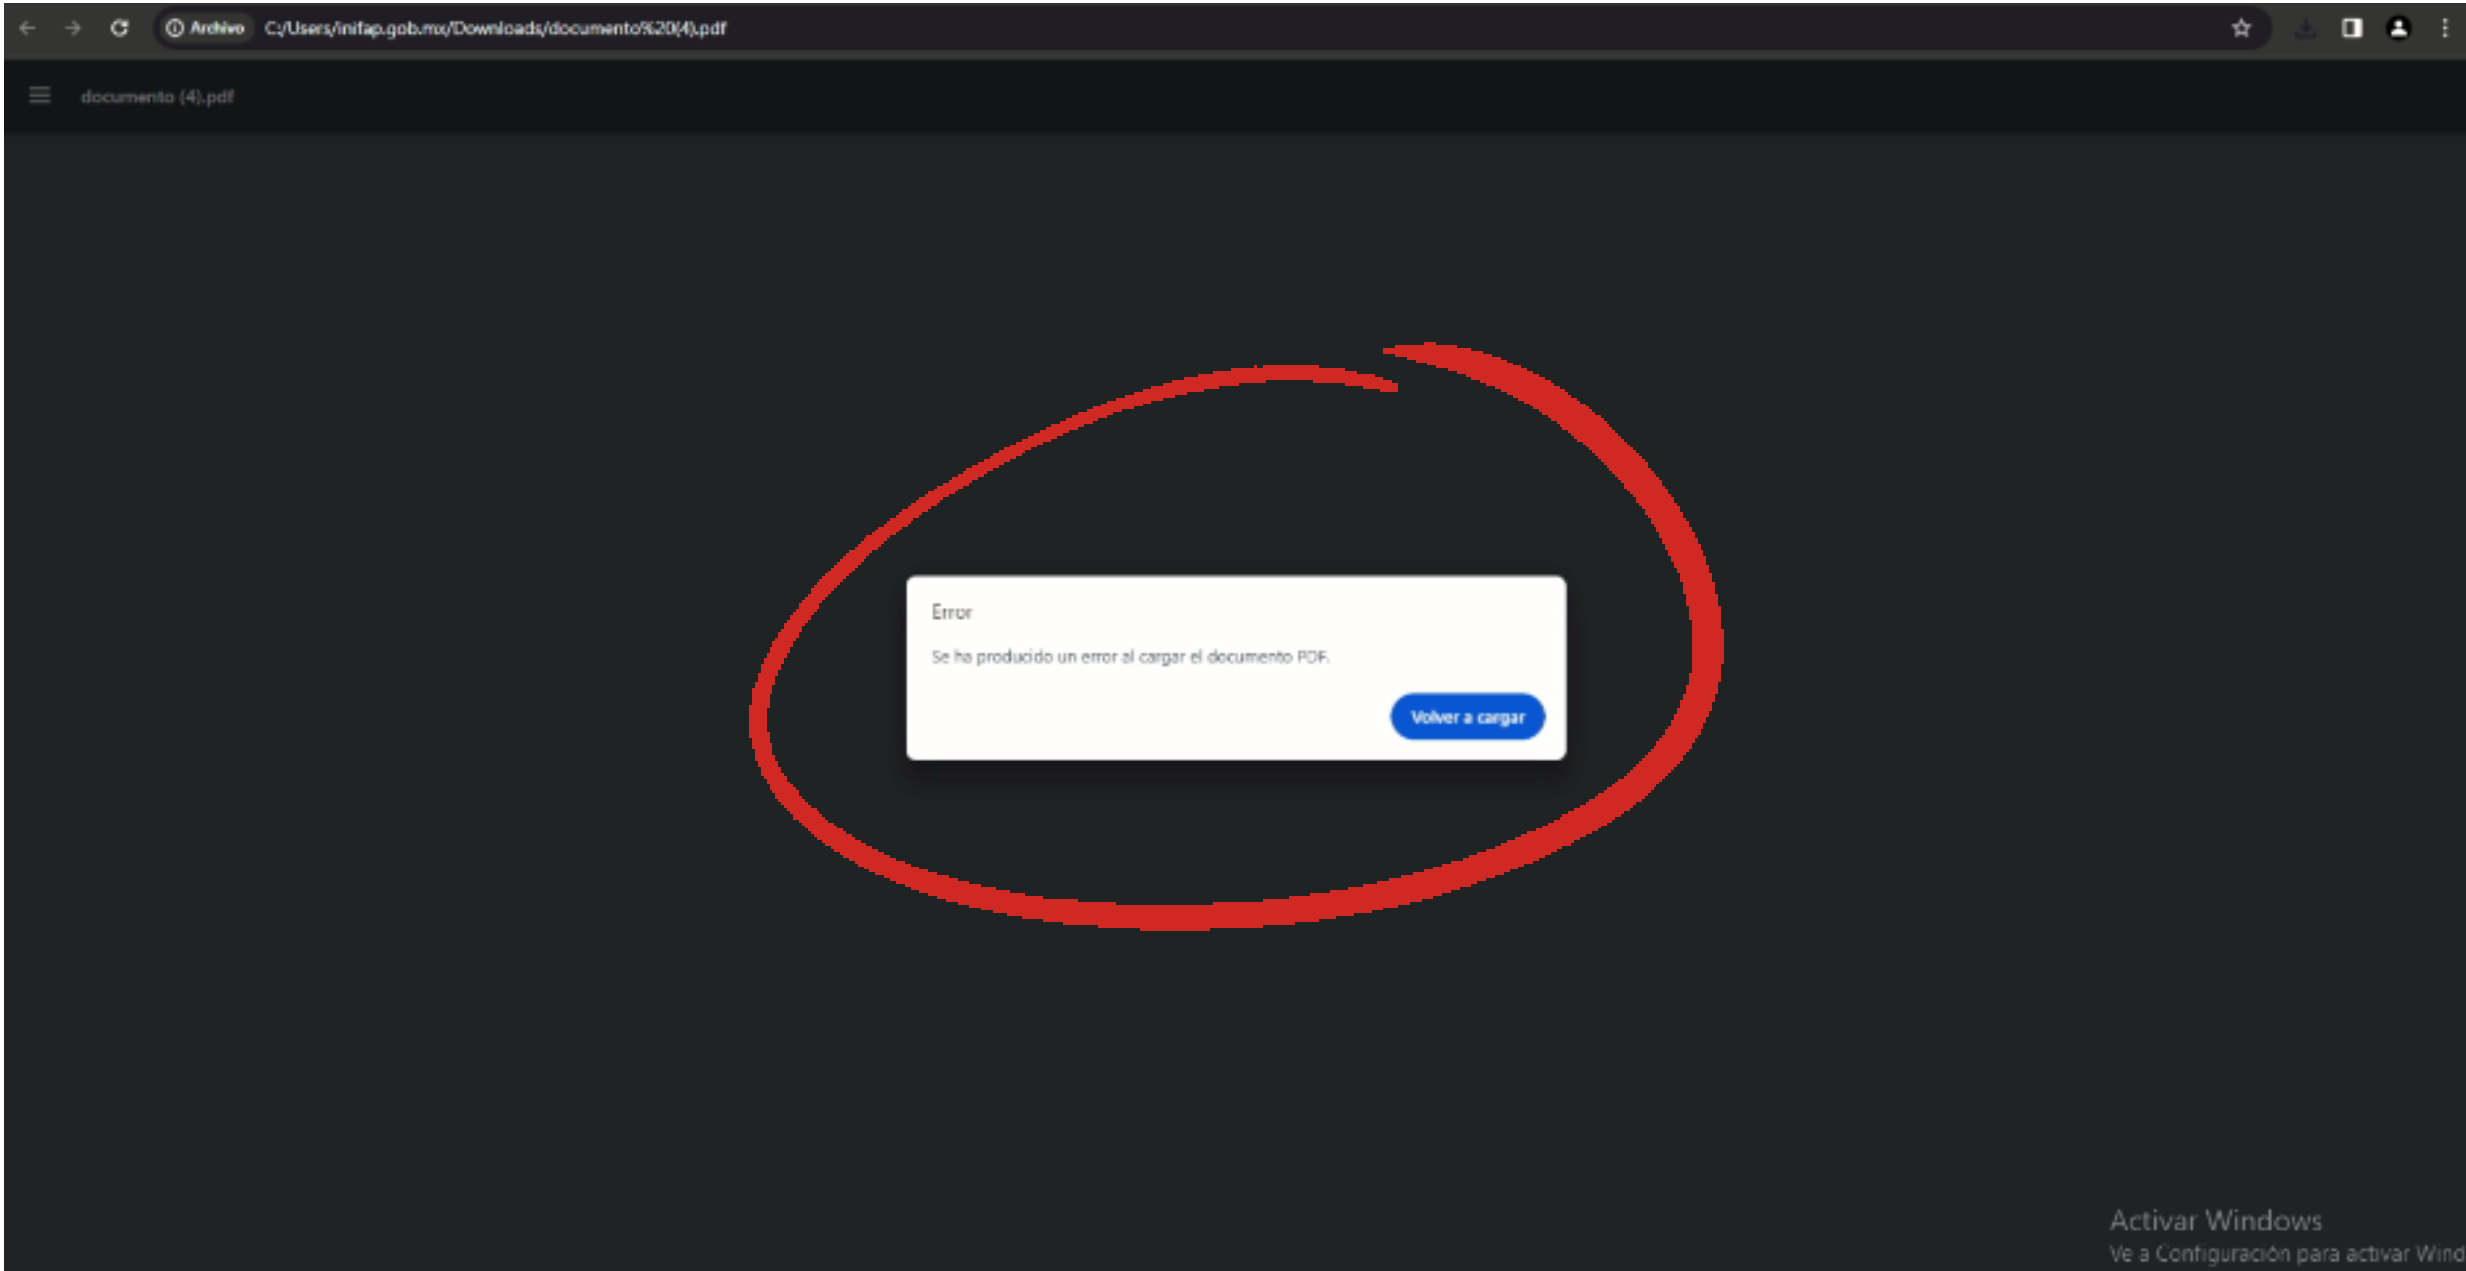 Archivo C:/Users/inifap.gob.mx/Downloads/documento%20(4).pdf
documento (4).pdf
Error
Se ha producido un error al cargar el documento PDF.
Volver a cargar
Activar Windows
Ve a Configuración para activar Wind